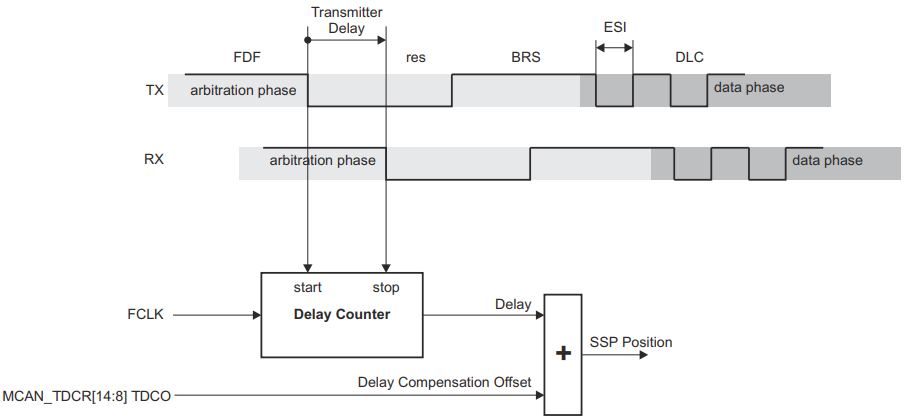 Transmitter
Delay
ESI
FDF
res
BRS
DLC
TX
arbitration phase
data phase
RX
arbitration phase
data phase
start
stop
FCLK
Delay Counter
Delay
+
SSP Position
Delay Compensation Offset
MCAN_TDCR[14:8] TDCO